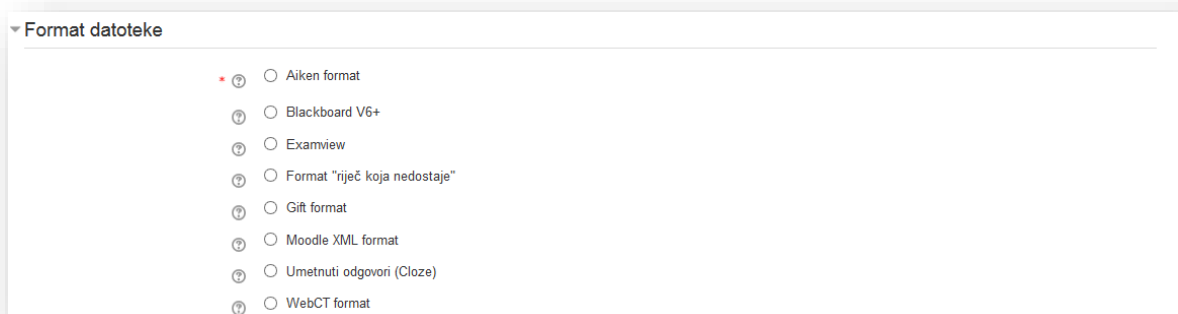 Format datoteke
* Aiken format
Blackboard V6+
Examview
Format "riječ koja nedostaje"
Gift format
Moodle XML format
Umetnuti odgovori (Cloze)
WebCT format